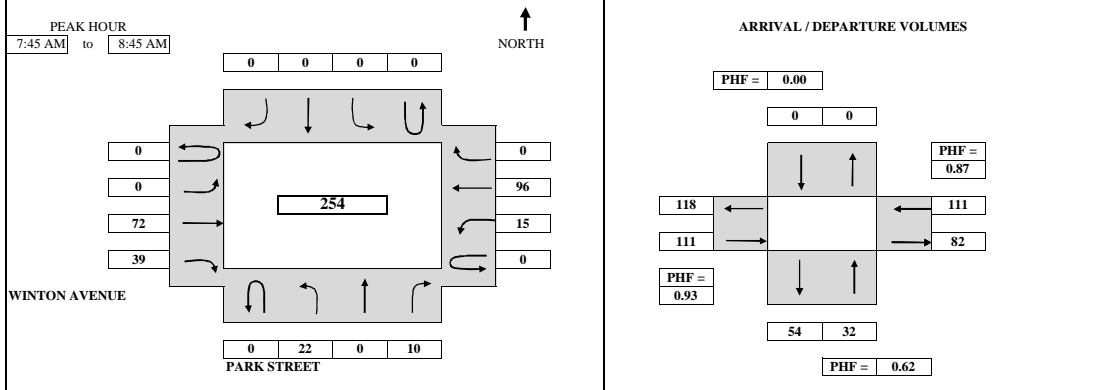 PEAK HOUR
7:45 AM to 8:45 AM
NORTH
0 0 0 0
0
0
72
39
254
0
96
15
0
WINTON AVENUE
0 22 0 10
PARK STREET
ARRIVAL / DEPARTURE VOLUMES
PHF = 0.00
0 0
PHF =
0.87
118
111
111
82
PHF =
0.93
54 32
PHF = 0.62